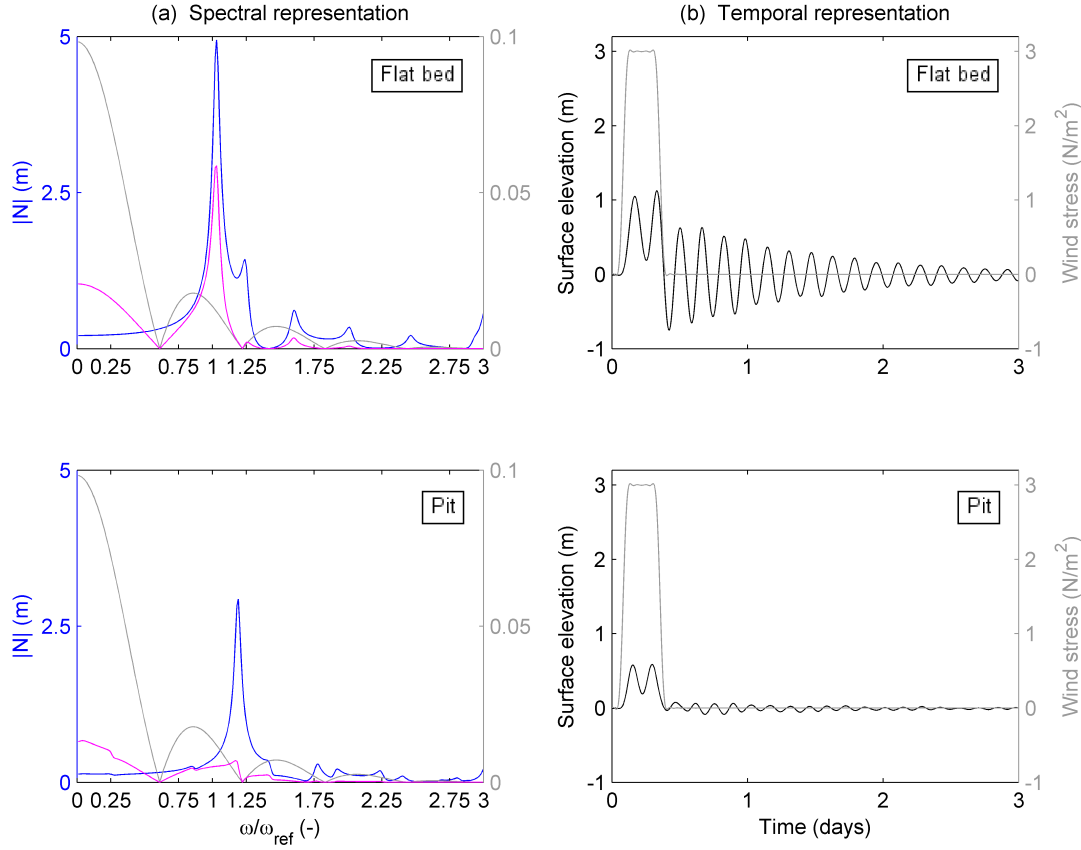 (a) Spectral representation
(b) Temporal representation
5
0.1
Flat bed
|N| (m)
2.5
0.05
0
0
0 0.25 0.75 1 1.25 1.75 2.25 2.75 3
3
3
Flat bed
Surface elevation (m)
2
2
Wind stress (N/m²)
1
1
0
0
-1
-1
0 1 2 3
5
0.1
Pit
|N| (m)
2.5
0.05
0
0
0 0.25 0.75 1 1.25 1.75 2.25 2.75 3
ω/ω_ref (-)
3
3
Pit
Surface elevation (m)
2
2
Wind stress (N/m²)
1
1
0
0
-1
-1
0 1 2 3
Time (days)